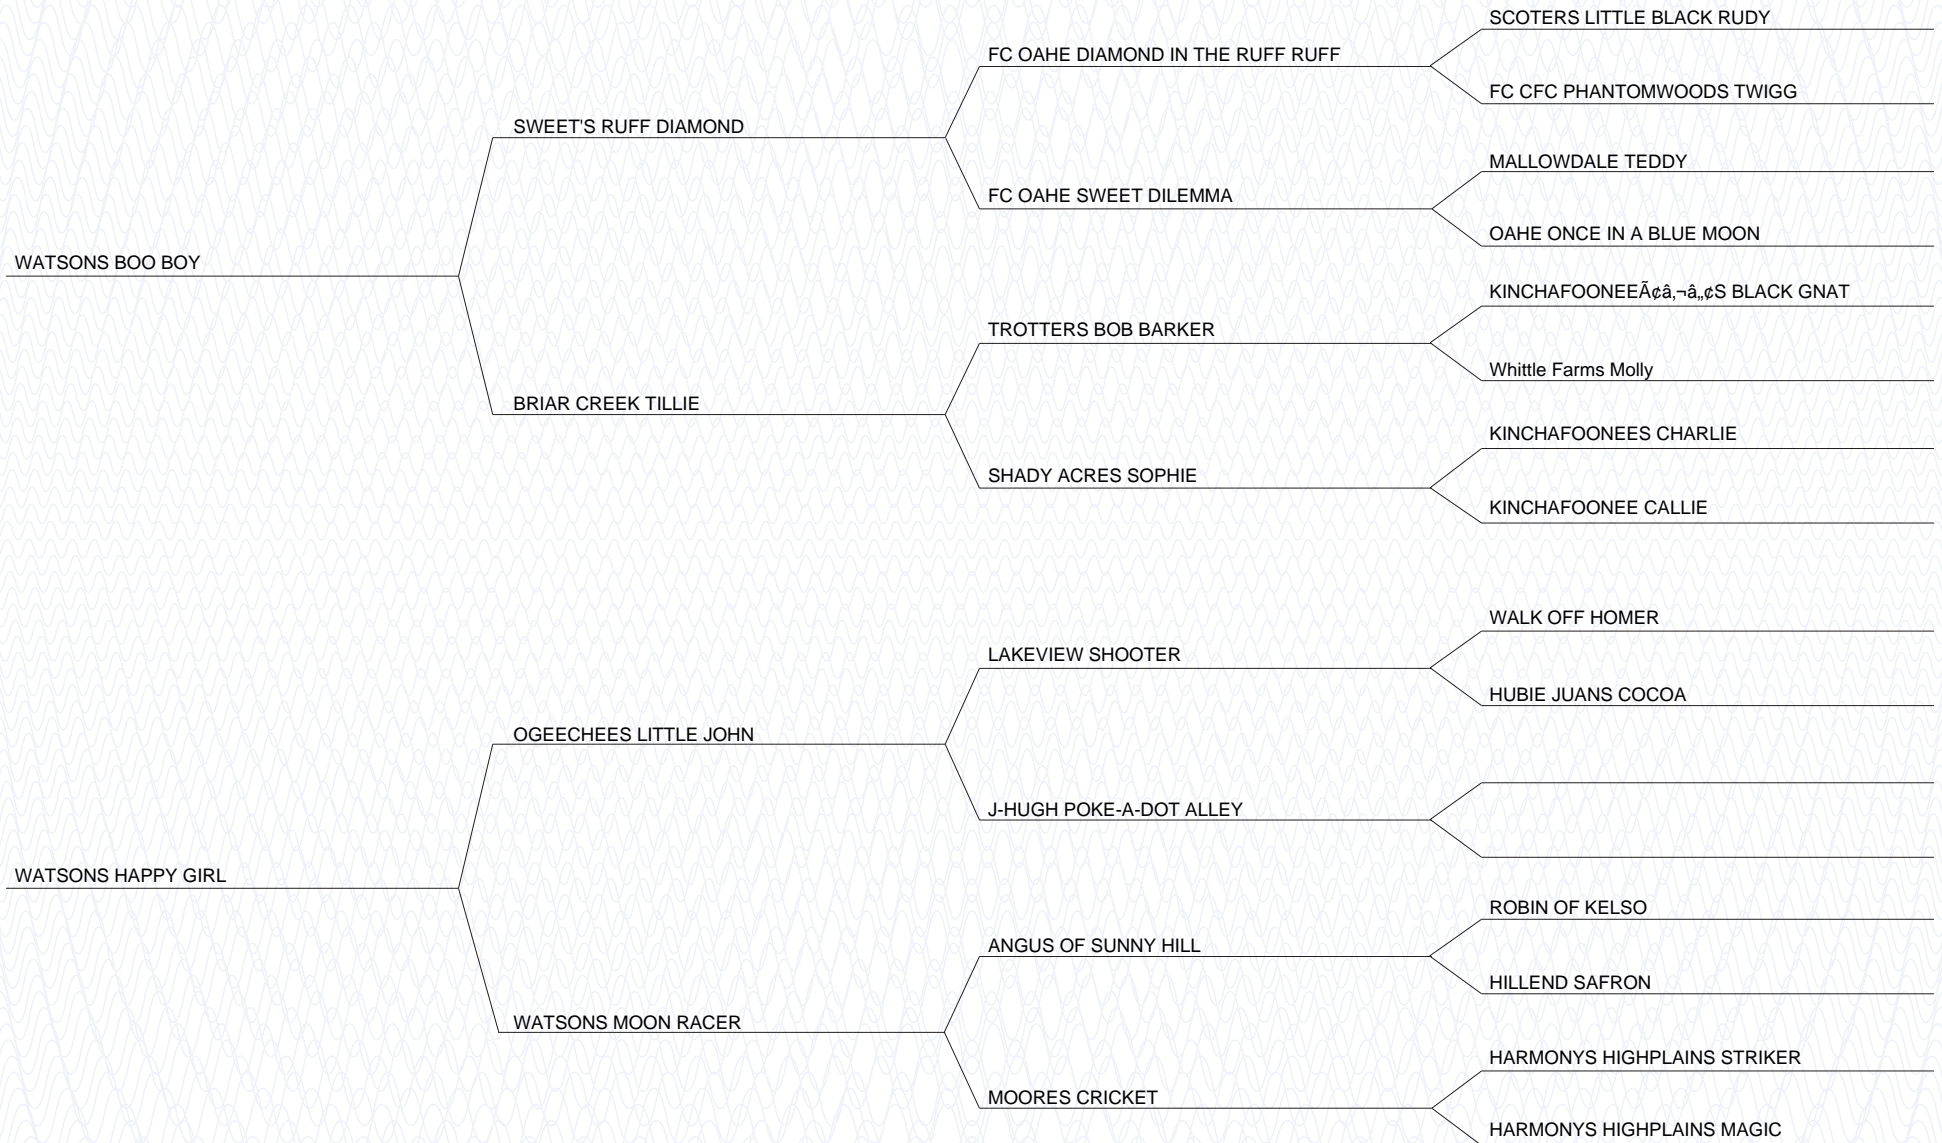 SCOTERS LITTLE BLACK RUDY
FC OAHE DIAMOND IN THE RUFF RUFF
FC CFC PHANTOMWOODS TWIGG
SWEET'S RUFF DIAMOND
MALLOWDALE TEDDY
FC OAHE SWEET DILEMMA
OAHE ONCE IN A BLUE MOON
WATSONS BOO BOY
KINCHAFOONEEÃ¢â‚¬â„¢S BLACK GNAT
TROTTERS BOB BARKER
Whittle Farms Molly
BRIAR CREEK TILLIE
KINCHAFOONEES CHARLIE
SHADY ACRES SOPHIE
KINCHAFOONEE CALLIE
WALK OFF HOMER
LAKEVIEW SHOOTER
HUBIE JUANS COCOA
OGEECHEES LITTLE JOHN
J-HUGH POKE-A-DOT ALLEY
WATSONS HAPPY GIRL
ROBIN OF KELSO
ANGUS OF SUNNY HILL
HILLEND SAFRON
WATSONS MOON RACER
HARMONYS HIGHPLAINS STRIKER
MOORES CRICKET
HARMONYS HIGHPLAINS MAGIC